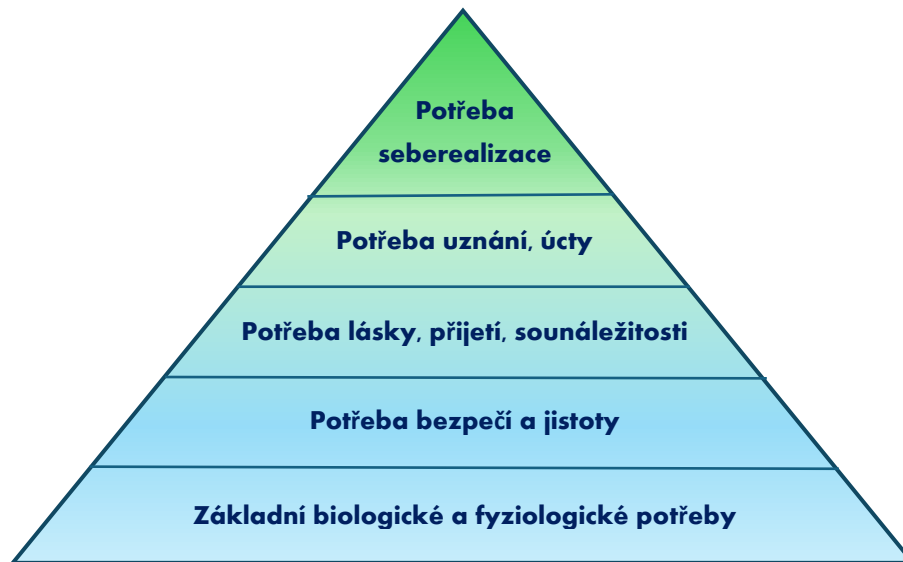 Potřeba
seberealizace
Potřeba uznání, úcty
Potřeba lásky, přijetí, sounáležitosti
Potřeba bezpečí a jistoty
Základní biologické a fyziologické potřeby